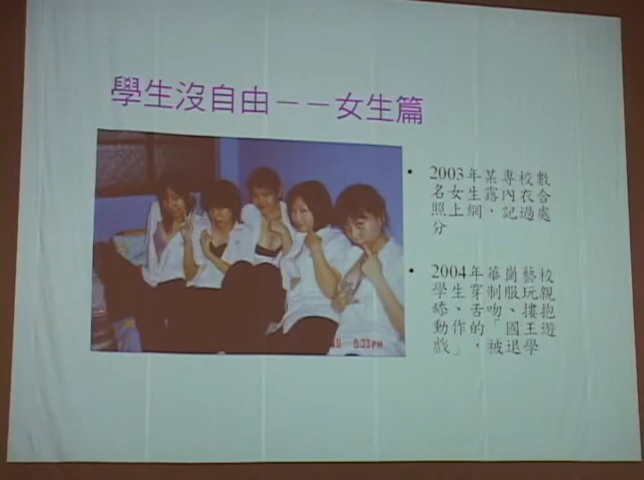 學生沒自由－－女生篇
• 2003年某專校數
名女生露內衣合
照上網，記過處
分
• 2004年華崗藝校
學生穿制服玩親
舔、舌吻、摟抱
動作的「國王遊
戲」，被退學
6:33PM